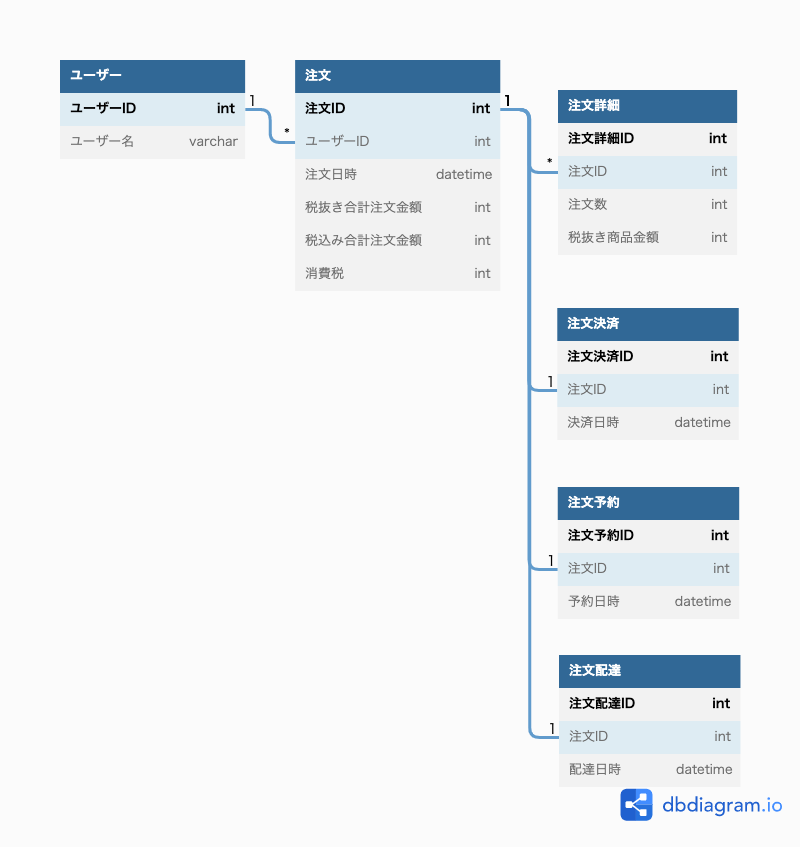 ユーザー
ユーザーID int
ユーザー名 varchar
1
*
注文
注文ID int
ユーザーID int
注文日時 datetime
税抜き合計注文金額 int
税込み合計注文金額 int
消費税 int
1
*
注文詳細
注文詳細ID int
注文ID int
注文数 int
税抜き商品金額 int
1
注文決済
注文決済ID int
注文ID int
決済日時 datetime
1
注文予約
注文予約ID int
注文ID int
予約日時 datetime
1
注文配達
注文配達ID int
注文ID int
配達日時 datetime
dbdiagram.io